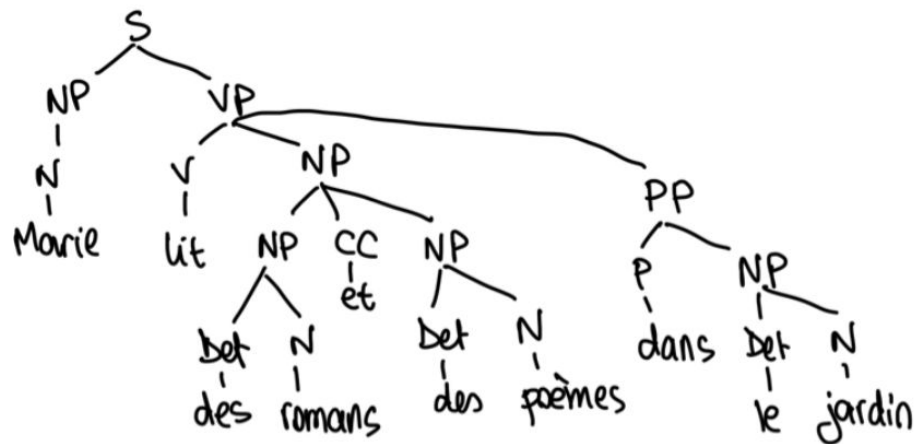 S
NP VP
N V NP PP
Marie lit NP CC NP P NP
et
Det N Det N dans Det N
des romans des poèmes le jardin